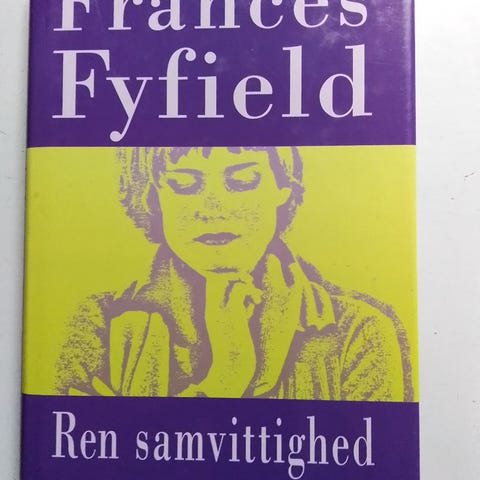 Frances
Fyfield
Ren samvittighed